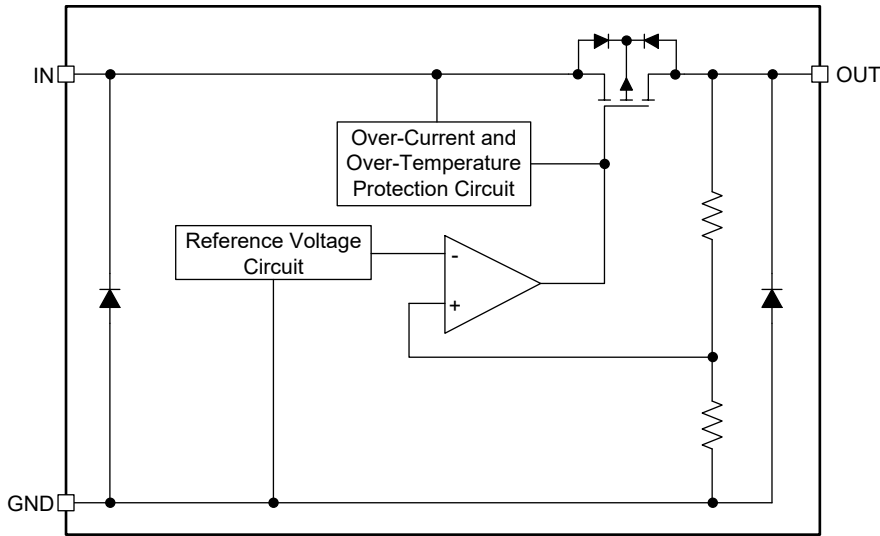 IN
OUT
Over-Current and
Over-Temperature
Protection Circuit
Reference Voltage
Circuit
-
+
GND